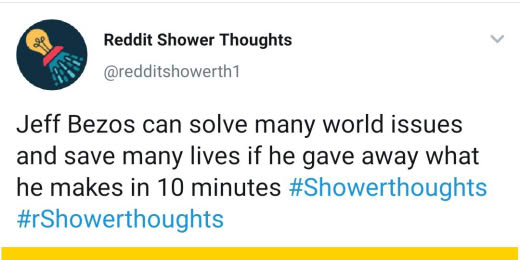 Reddit Shower Thoughts
@redditshowerth1
Jeff Bezos can solve many world issues
and save many lives if he gave away what
he makes in 10 minutes #Showerthoughts
#rShowerthoughts